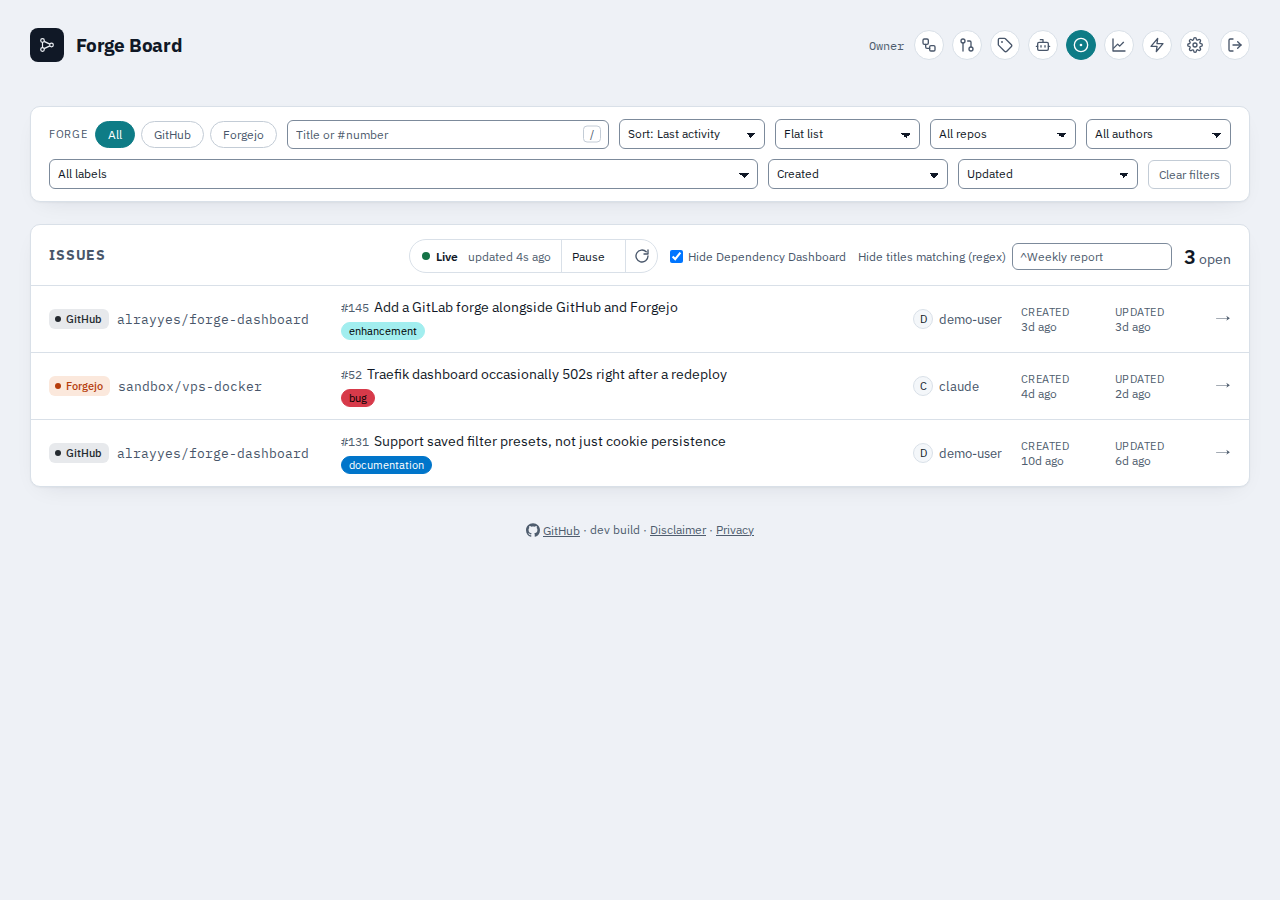 Forge Board
Owner
FORGE All GitHub Forgejo Title or #number / Sort: Last activity Flat list All repos All authors
All labels Created Updated Clear filters
ISSUES Live updated 4s ago Pause Hide Dependency Dashboard Hide titles matching (regex) ^Weekly report 3 open
GitHub alrayyes/forge-dashboard #145 Add a GitLab forge alongside GitHub and Forgejo
enhancement
D demo-user CREATED 3d ago UPDATED 3d ago →
Forgejo sandbox/vps-docker #52 Traefik dashboard occasionally 502s right after a redeploy
bug
C claude CREATED 4d ago UPDATED 2d ago →
GitHub alrayyes/forge-dashboard #131 Support saved filter presets, not just cookie persistence
documentation
D demo-user CREATED 10d ago UPDATED 6d ago →
GitHub · dev build · Disclaimer · Privacy